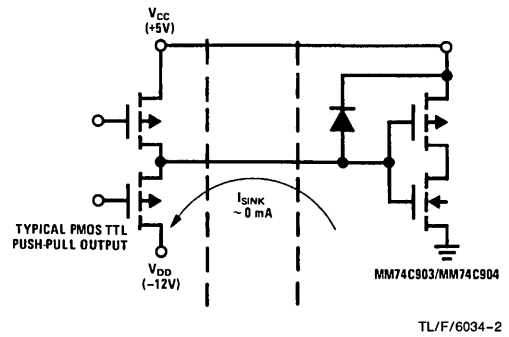 VCC
(+5V)
ISINK
~ 0 mA
TYPICAL PMOS TTL
PUSH-PULL OUTPUT
VDD
(−12V)
MM74C903/MM74C904
TL/F/6034–2